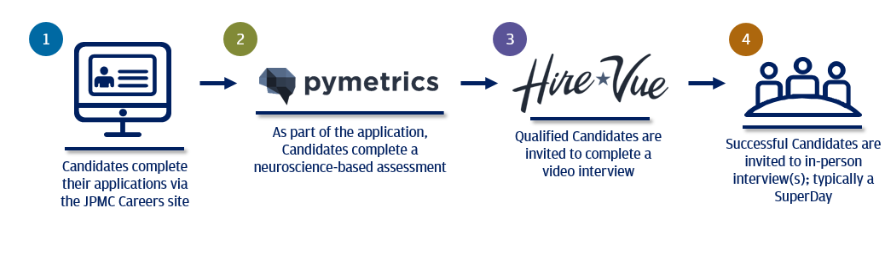 1
Candidates complete
their applications via
the JPMC Careers site
2
pymetrics
As part of the application,
Candidates complete a
neuroscience-based assessment
3
Hire★Vue
Qualified Candidates are
invited to complete a
video interview
4
Successful Candidates are
invited to in-person
interview(s); typically a
SuperDay